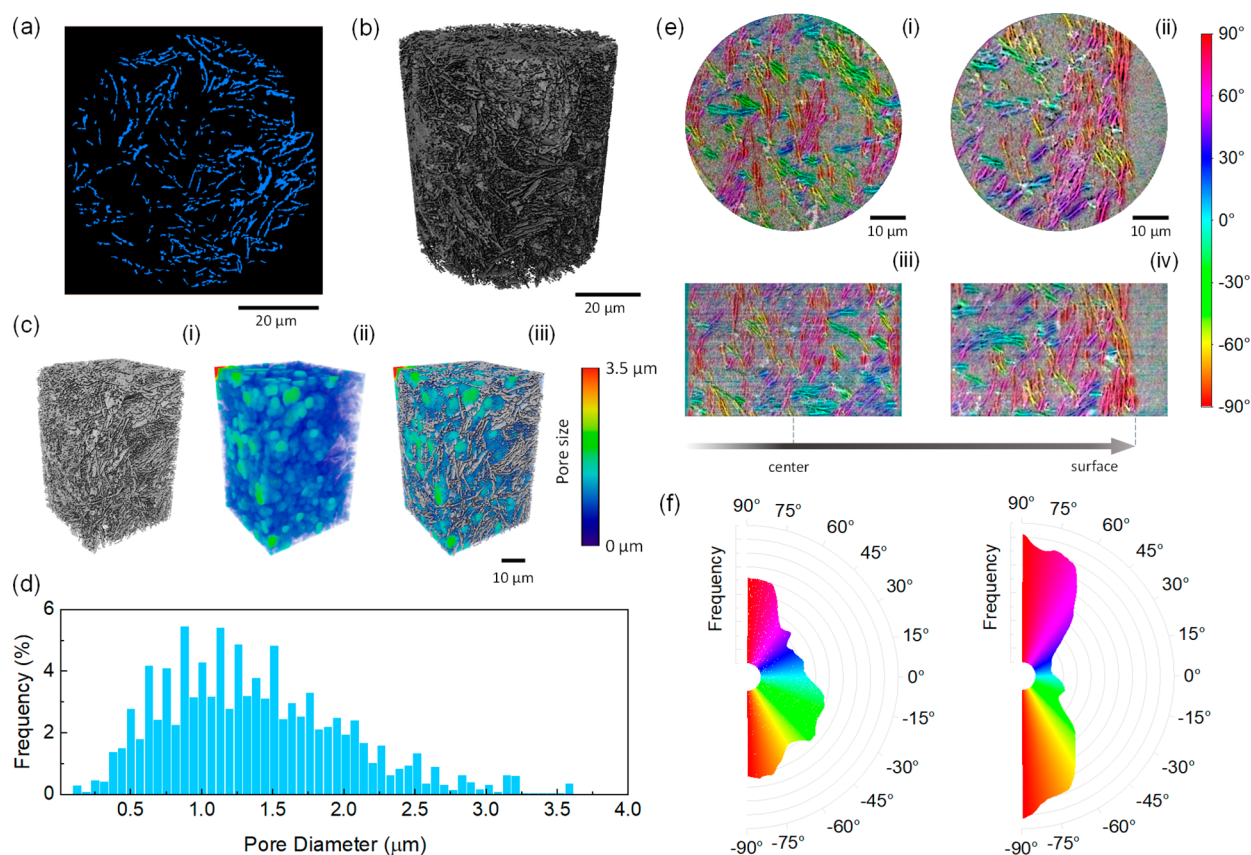 (a)
20 µm
(b)
20 µm
(c)
(i)
(ii)
(iii)
3.5 µm
Pore size
0 µm
10 µm
(d)
Frequency (%)
6
4
2
0
0.5 1.0 1.5 2.0 2.5 3.0 3.5 4.0
Pore Diameter (µm)
(e)
(i)
10 µm
(ii)
10 µm
(iii)
(iv)
center
surface
90°
60°
30°
0°
-30°
-60°
-90°
(f)
Frequency
90°
75°
60°
45°
30°
15°
0°
-15°
-30°
-45°
-60°
-75°
-90°
Frequency
90°
75°
60°
45°
30°
15°
0°
-15°
-30°
-45°
-60°
-75°
-90°